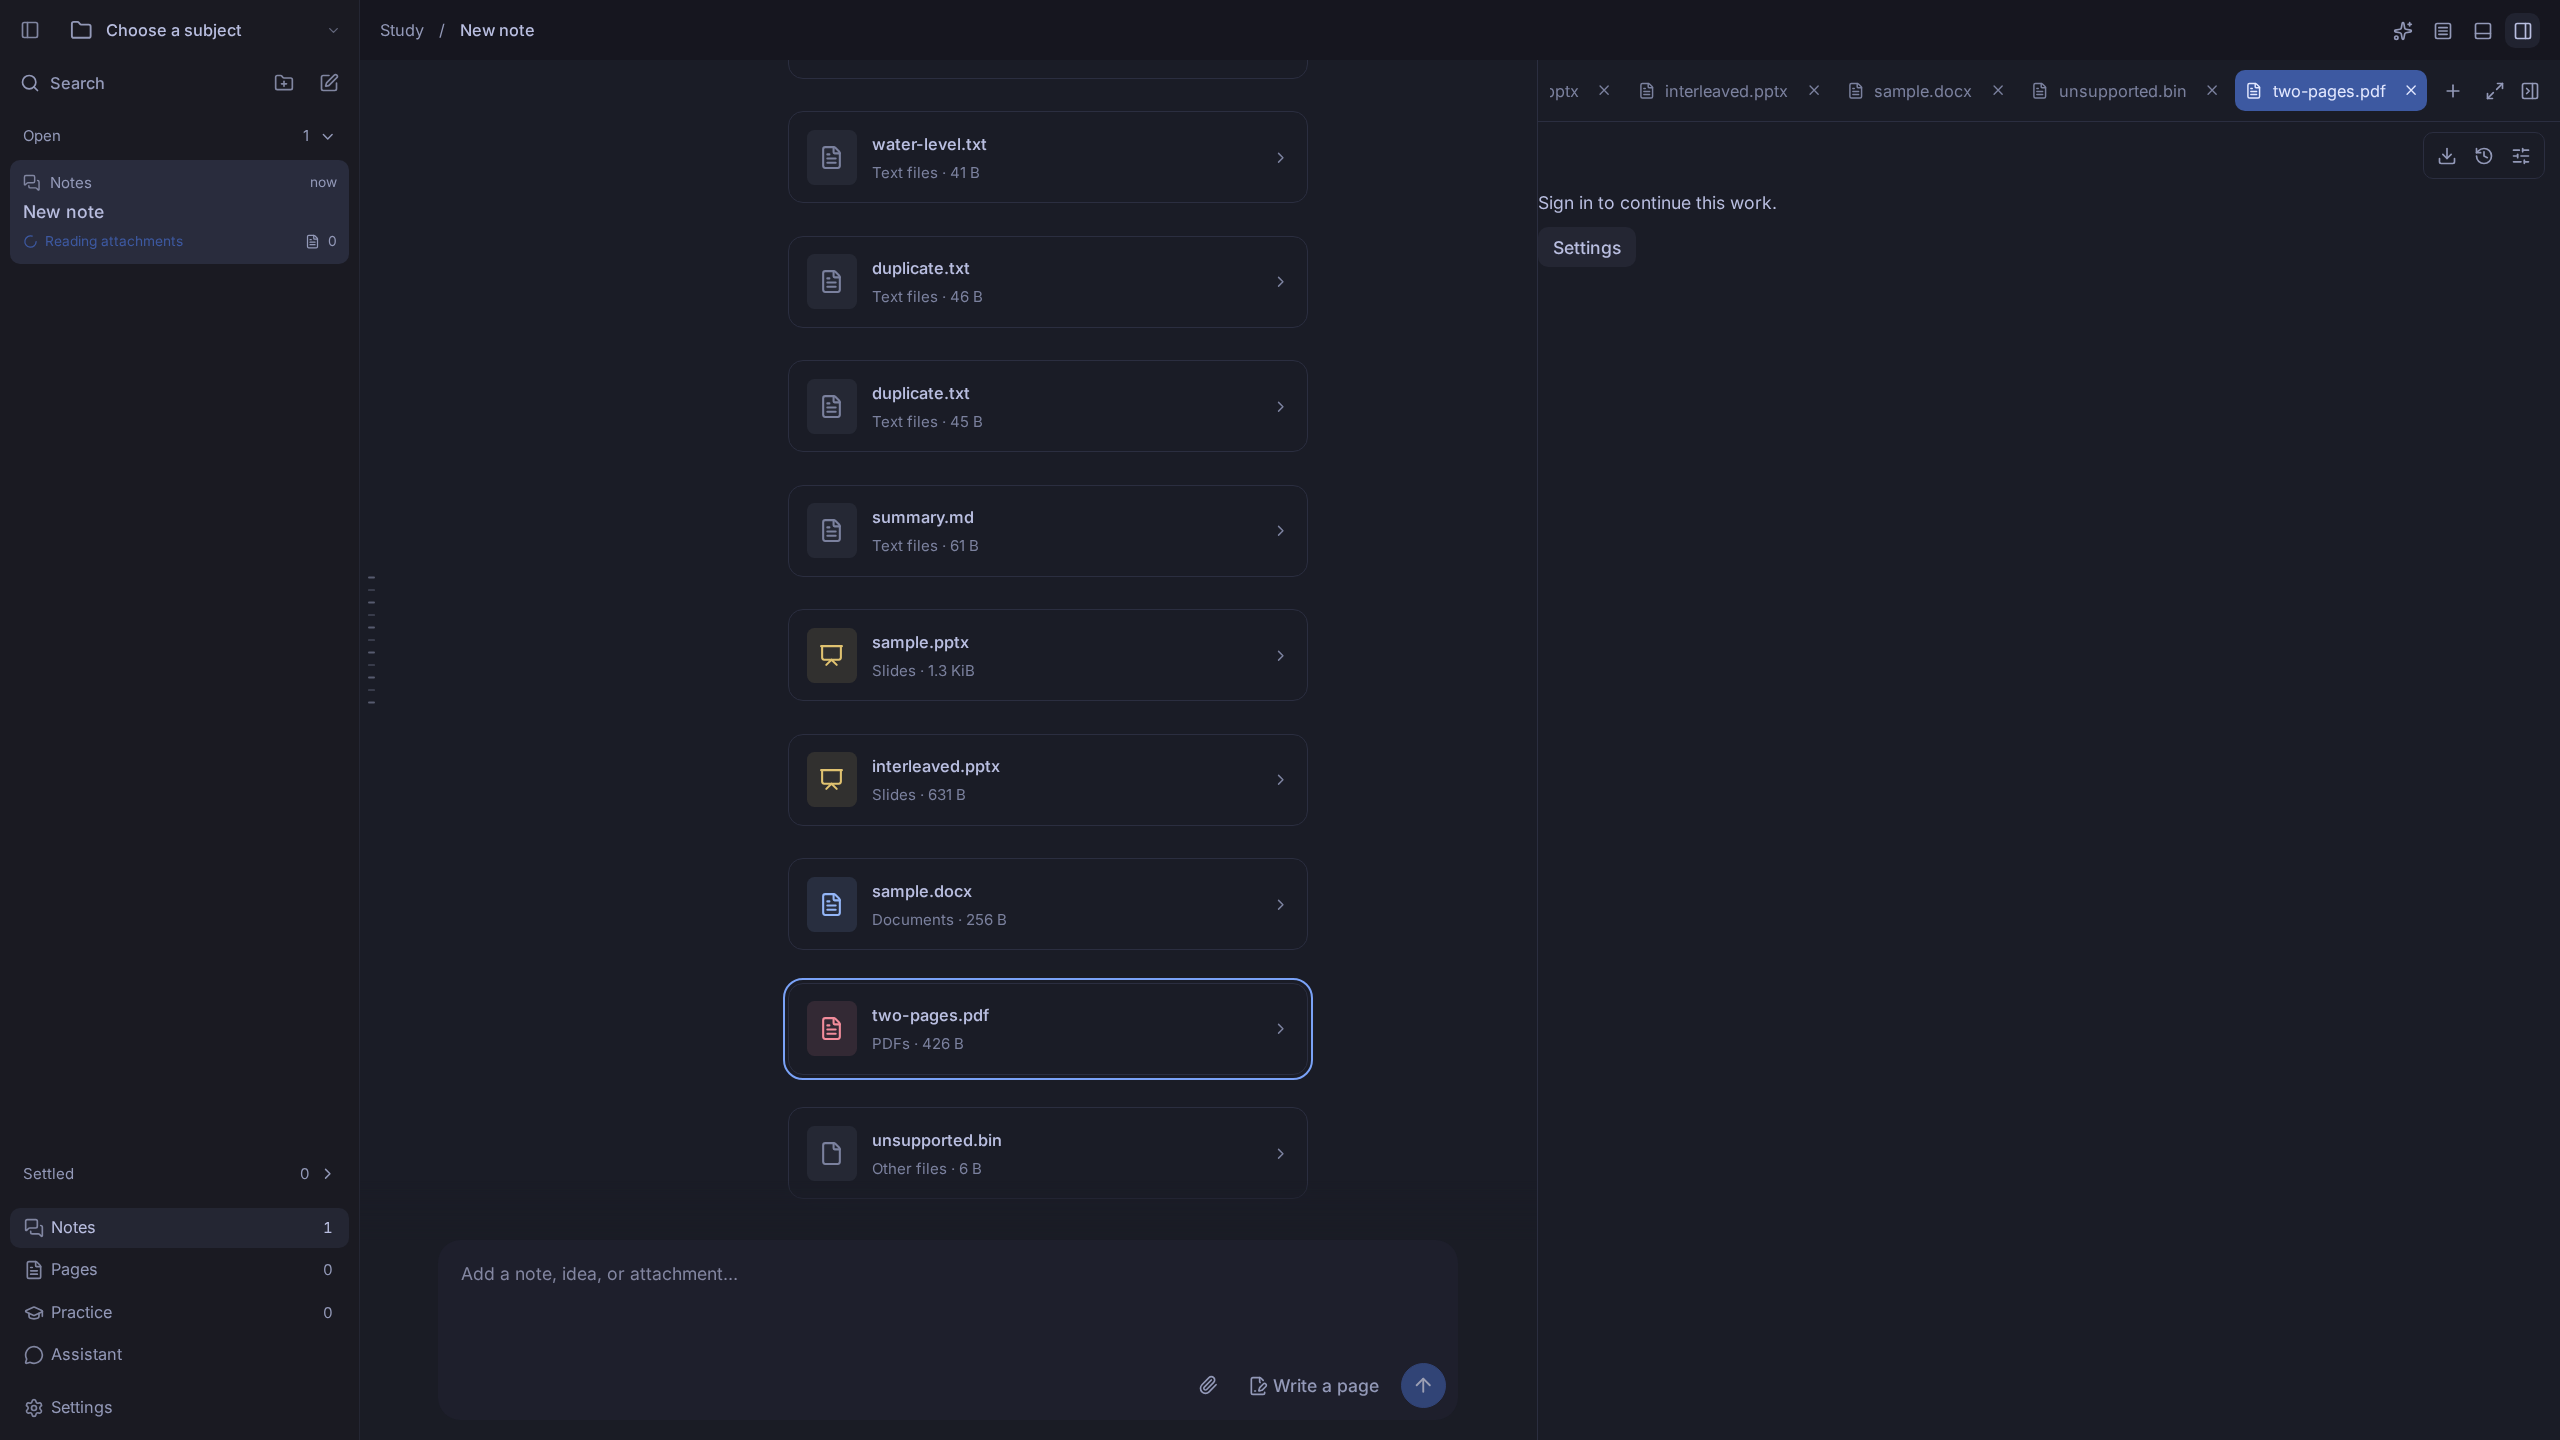 Choose a subject
Search
Open 1
Notes now
New note
Reading attachments 0
Settled 0
Notes 1
Pages 0
Practice 0
Assistant
Settings
Study / New note
water-level.txt
Text files · 41 B
duplicate.txt
Text files · 46 B
duplicate.txt
Text files · 45 B
summary.md
Text files · 61 B
sample.pptx
Slides · 1.3 KiB
interleaved.pptx
Slides · 631 B
sample.docx
Documents · 256 B
two-pages.pdf
PDFs · 426 B
unsupported.bin
Other files · 6 B
Add a note, idea, or attachment...
Write a page
pptx interleaved.pptx sample.docx unsupported.bin two-pages.pdf
Sign in to continue this work.
Settings